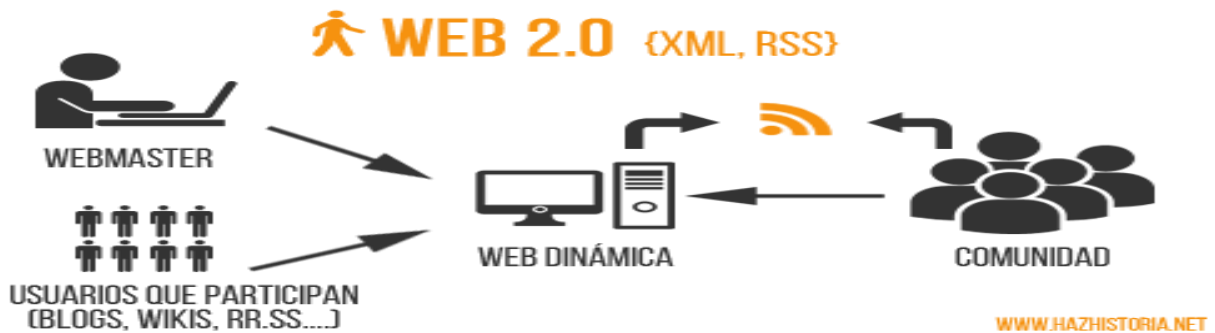 WEB 2.0 {XML, RSS}
WEBMASTER
WEB DINÁMICA
COMUNIDAD
USUARIOS QUE PARTICIPAN
(BLOGS, WIKIS, RR.SS....)
WWW.HAZHISTORIA.NET